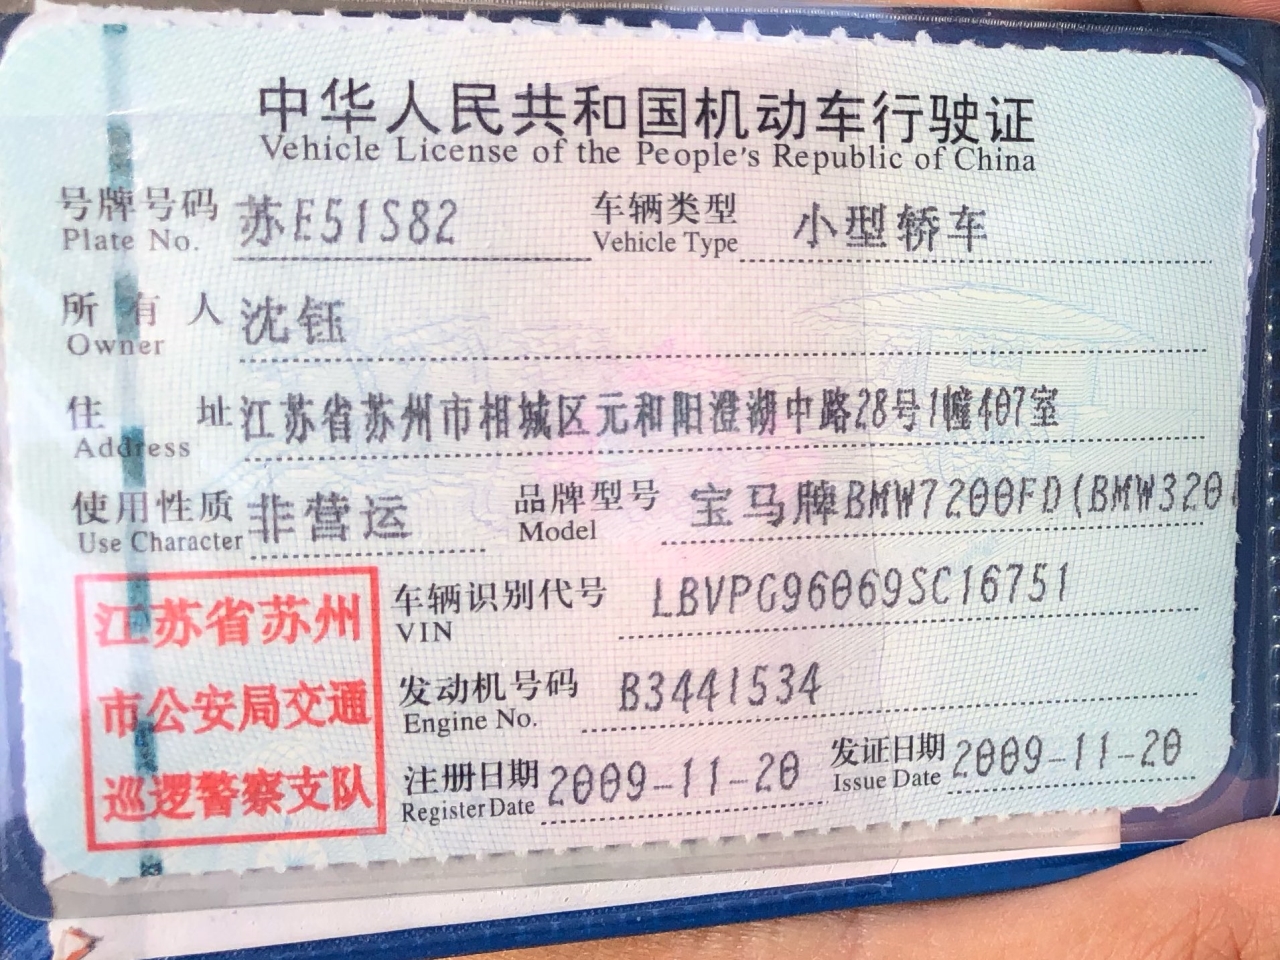 中华人民共和国机动车行驶证
Vehicle License of the People's Republic of China
号牌号码 苏E51S82 车辆类型 小型轿车
Plate No. Vehicle Type
所有人 沈钰
Owner
住址 江苏省苏州市相城区元和阳澄湖中路28号1幢407室
Address
使用性质 非营运 品牌型号 宝马牌BMW7200FD(BMW320
Use Character Model
江苏省苏州
市公安局交通
巡逻警察支队
车辆识别代号 LBVPG96069SC16751
VIN
发动机号码 B3441534
Engine No.
注册日期 2009-11-20 发证日期 2009-11-20
Register Date Issue Date